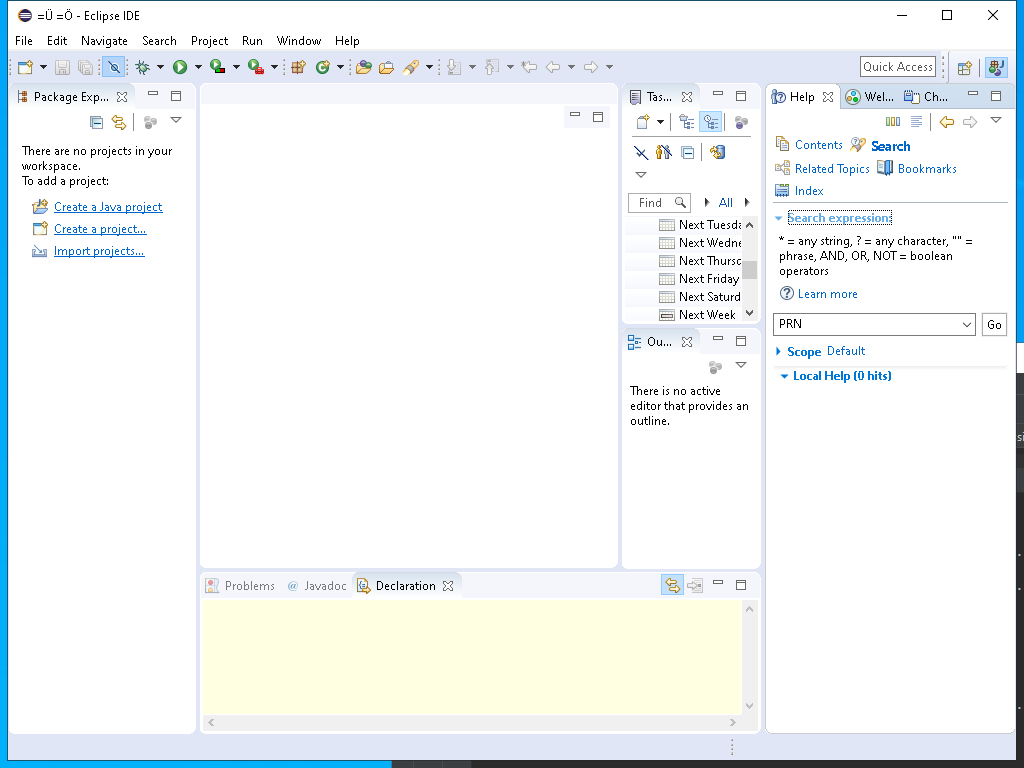 =Ü =Ö - Eclipse IDE
File Edit Navigate Search Project Run Window Help
Quick Access
Package Exp...
There are no projects in your
workspace.
To add a project:
Create a Java project
Create a project...
Import projects...
Tas...
Find
All
Next Tuesda
Next Wedne
Next Thursd
Next Friday
Next Saturd
Next Week
Ou...
There is no active
editor that provides an
outline.
Help Wel... Ch...
Contents Search
Related Topics Bookmarks
Index
Search expression:
* = any string, ? = any character, "" =
phrase, AND, OR, NOT = boolean
operators
Learn more
PRN Go
Scope Default
Local Help (0 hits)
Problems @ Javadoc Declaration